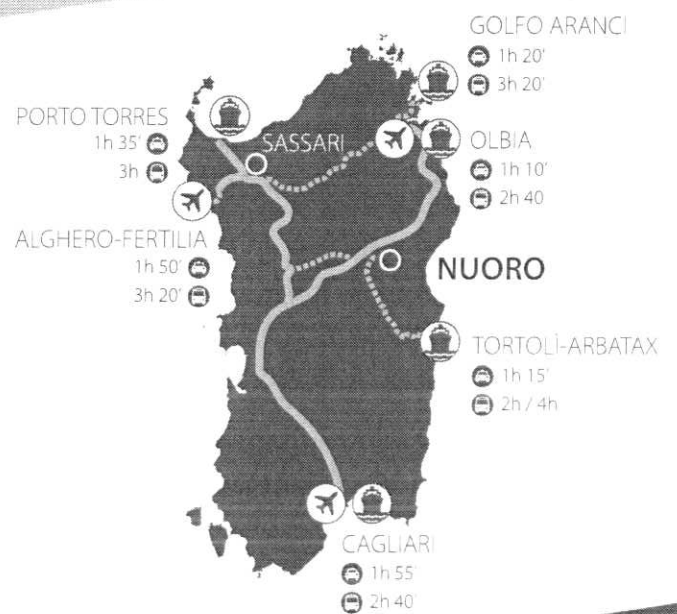 GOLFO ARANCI
1h 20'
3h 20'
PORTO TORRES
1h 35'
3h
SASSARI
OLBIA
1h 10'
2h 40
ALGHERO-FERTILIA
1h 50'
3h 20'
NUORO
TORTOLÌ-ARBATAX
1h 15'
2h / 4h
CAGLIARI
1h 55'
2h 40'